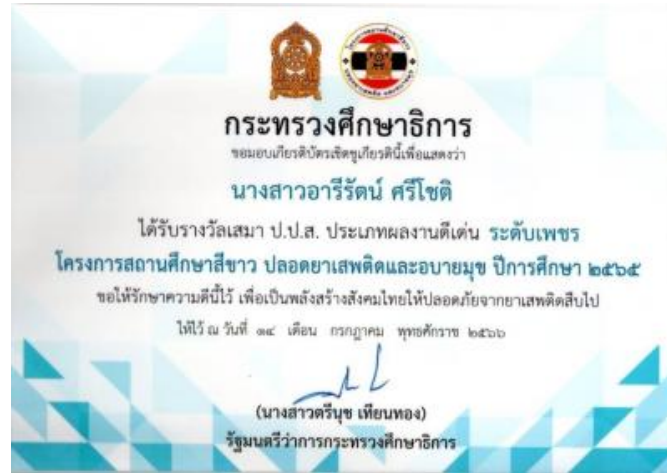 กระทรวงศึกษาธิการ
ขอมอบเกียรติบัตรเชิดชูเกียรตินี้เพื่อแสดงว่า
นางสาวอารีรัตน์ ศรีโชติ
ได้รับรางวัลเสมา ป.ป.ส. ประเภทผลงานดีเด่น ระดับเพชร
โครงการสถานศึกษาสีขาว ปลอดยาเสพติดและอบายมุข ปีการศึกษา ๒๕๖๕
ขอให้รักษาความดีนี้ไว้ เพื่อเป็นพลังสร้างสังคมไทยให้ปลอดภัยจากยาเสพติดสืบไป
ให้ไว้ ณ วันที่ ๑๔ เดือน กรกฎาคม พุทธศักราช ๒๕๖๖
(นางสาวตรีนุช เทียนทอง)
รัฐมนตรีว่าการกระทรวงศึกษาธิการ